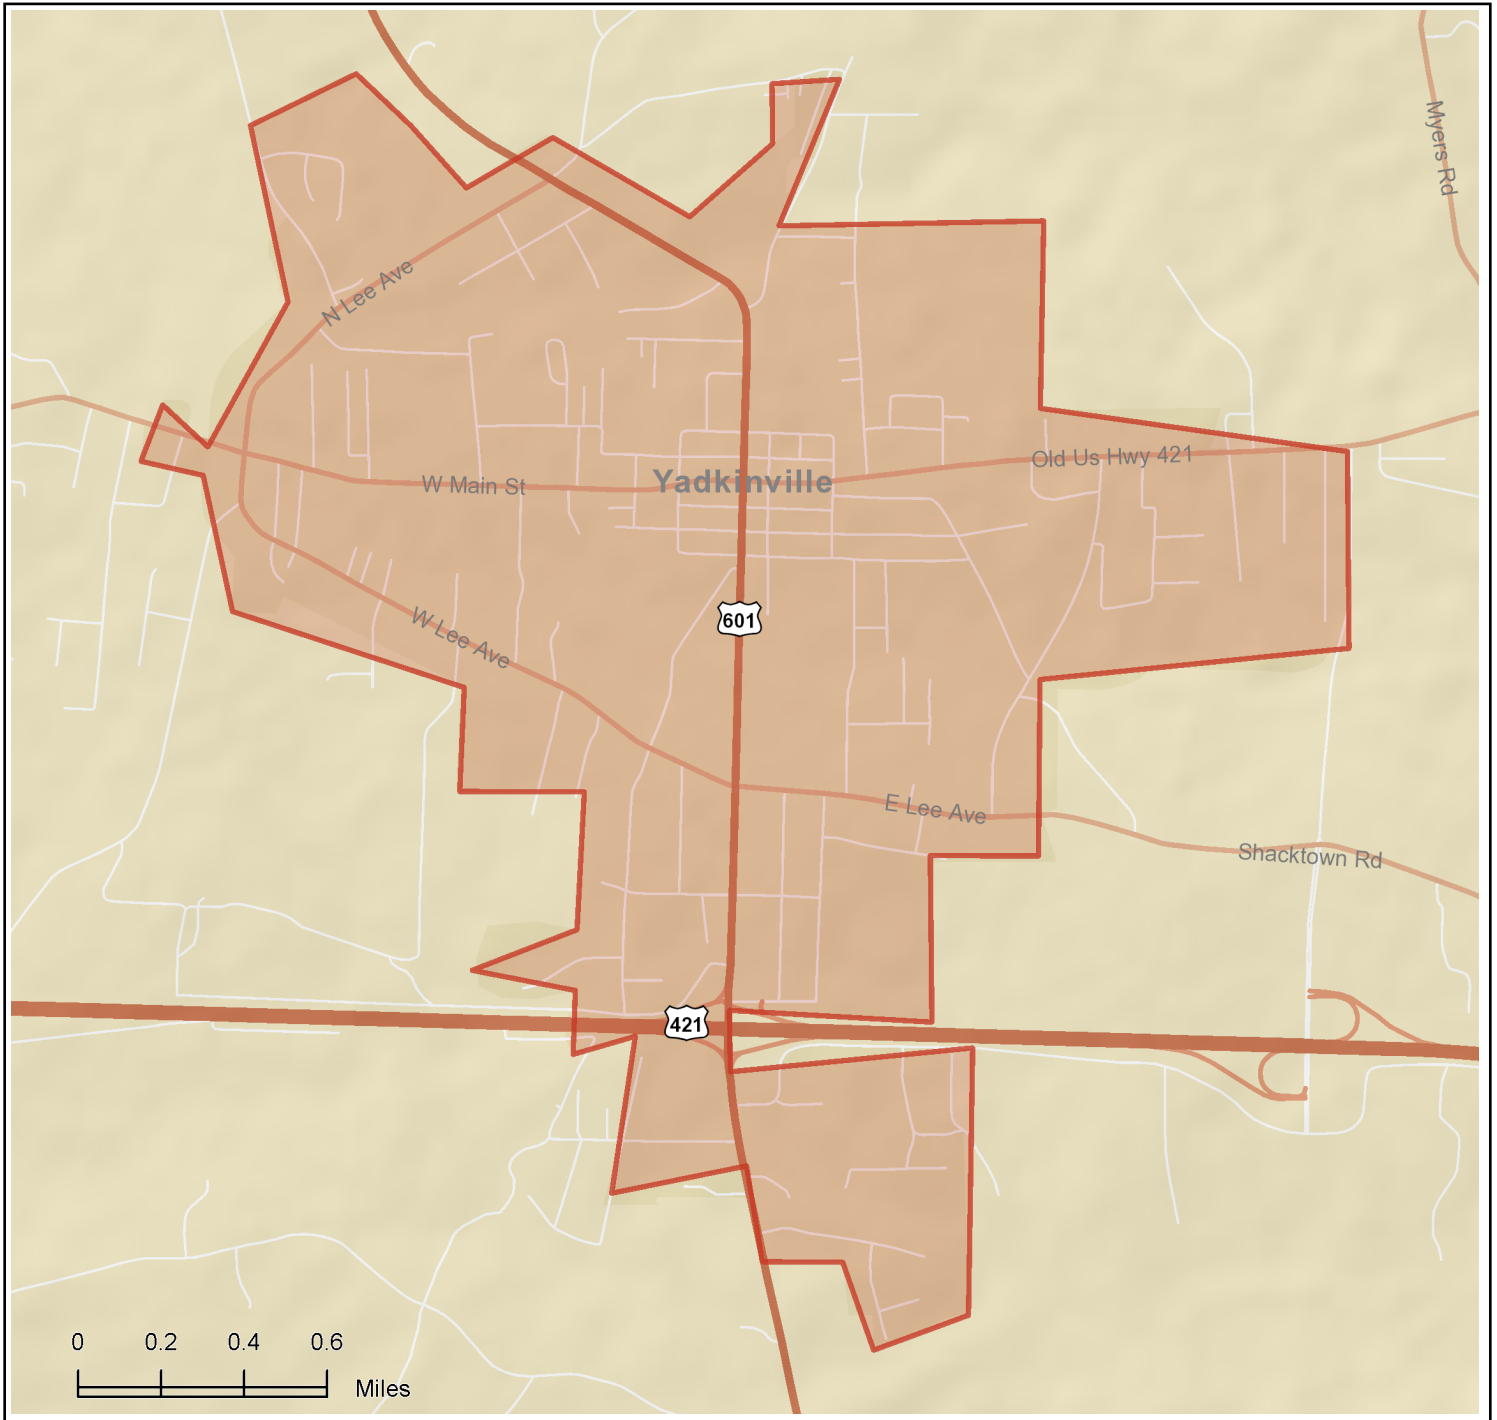 Myers Rd
N Lee Ave
Old Us Hwy 421
W Main St
Yadkinville
601
W Lee Ave
E Lee Ave
Shacktown Rd
421
0 0.2 0.4 0.6
Miles